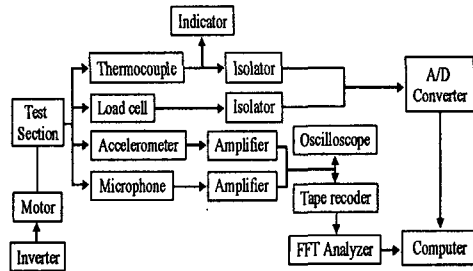 Indicator
Thermocouple
Isolator
A/D
Converter
Load cell
Isolator
Test
Section
Accelerometer
Amplifier
Oscilloscope
Microphone
Amplifier
Tape recoder
Motor
FFT Analyzer
Computer
Inverter